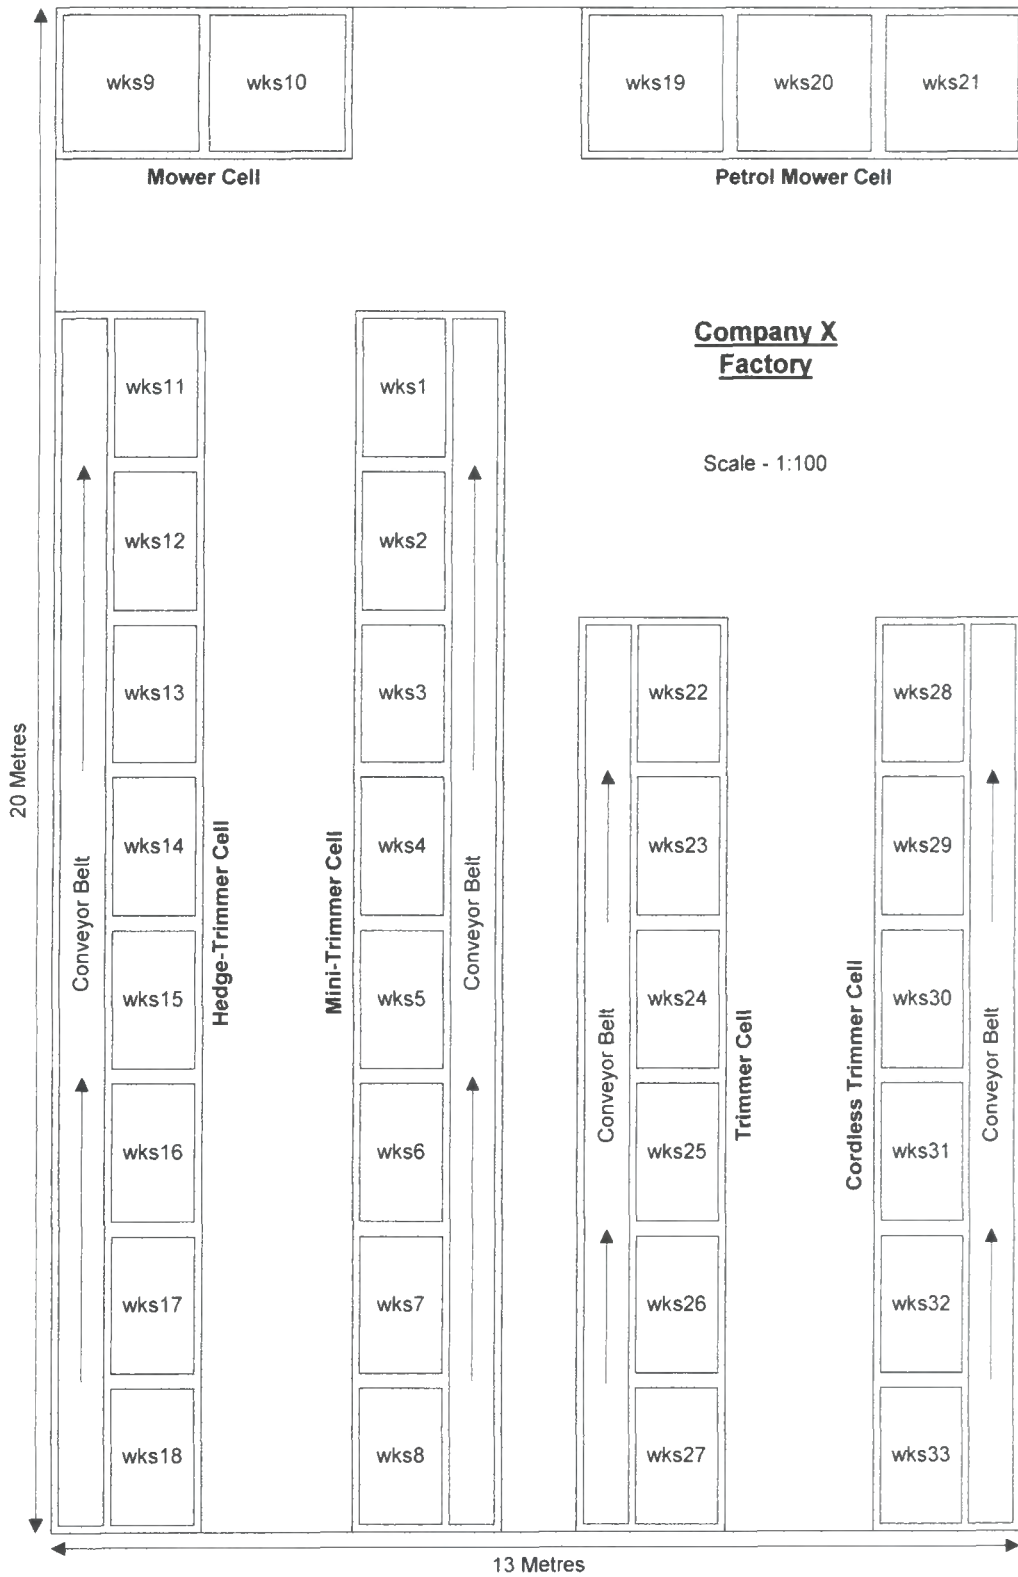 wks9
wks10
wks19
wks20
wks21
Mower Cell
Petrol Mower Cell
Company X
Factory
Scale - 1:100
wks11
wks12
wks13
wks14
wks15
wks16
wks17
wks18
Conveyor Belt
Hedge-Trimmer Cell
wks1
wks2
wks3
wks4
wks5
wks6
wks7
wks8
Mini-Trimmer Cell
Conveyor Belt
wks22
wks23
wks24
wks25
wks26
wks27
Conveyor Belt
Trimmer Cell
wks28
wks29
wks30
wks31
wks32
wks33
Cordless Trimmer Cell
Conveyor Belt
20 Metres
13 Metres